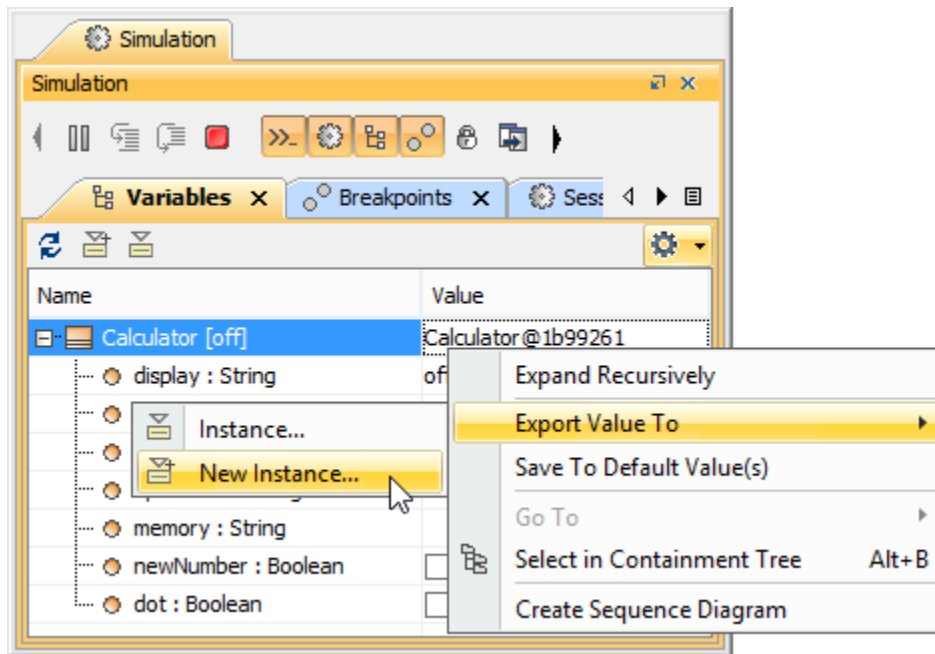 Simulation
Simulation
Variables
Breakpoints
Name Value
Calculator [off] Calculator@1b99261
display : String of
Expand Recursively
Export Value To
Instance...
New Instance...
Save To Default Value(s)
Go To
memory : String
newNumber : Boolean
Select in Containment Tree Alt+B
dot : Boolean
Create Sequence Diagram